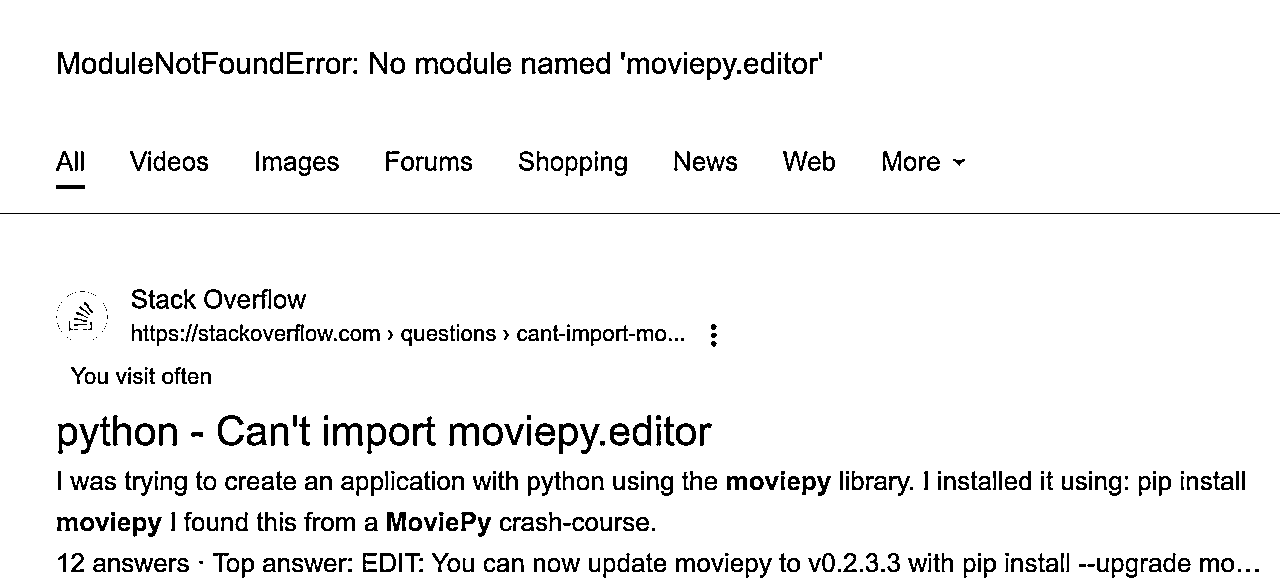 ModuleNotFoundError: No module named 'moviepy.editor'
All Videos Images Forums Shopping News Web More
Stack Overflow
https://stackoverflow.com › questions › cant-import-mo...
You visit often
python - Can't import moviepy.editor
I was trying to create an application with python using the moviepy library. I installed it using: pip install
moviepy I found this from a MoviePy crash-course.
12 answers · Top answer: EDIT: You can now update moviepy to v0.2.3.3 with pip install --upgrade mo...